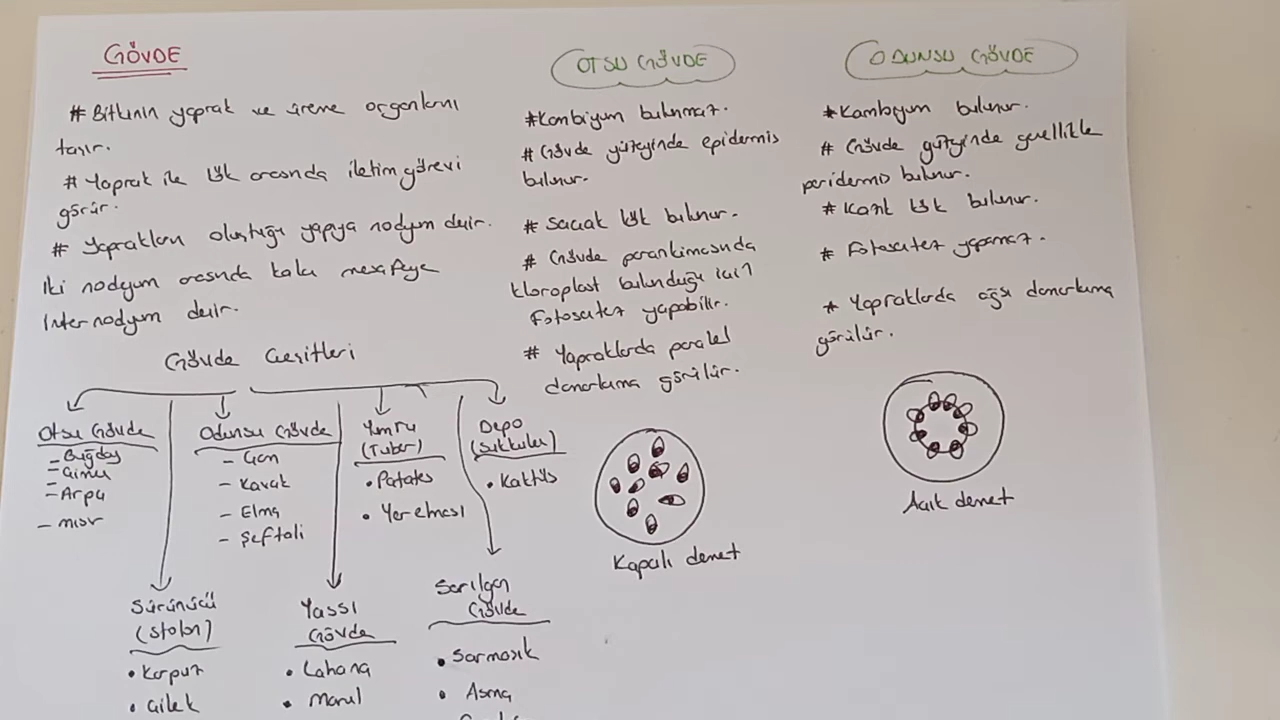 GÖVDE
# Bitkinin yaprak ve üreme organlarını
taşır.
# Yaprak ile kök arasında iletim görevi
görür.
# Yaprakların oluştuğu yapıya nodyum denir.
İki nodyum arasında kalan mesafeye
internodyum denir.
Gövde Çeşitleri
Otsu Gövde
- Buğday
- Çimen
- Arpa
- mısır
Odunsu Gövde
- Çam
- Kavak
- Elma
- Şeftali
Yumru
(Tuber)
• Patates
• Yer elması
Depo
(Sukkulent)
• Kaktüs
Sürünücü
(Stolon)
• Karpuz
• Çilek
Yassı
Gövde
• Lahana
• Marul
Sarılgan
Gövde
• Sarmaşık
• Asma
OTSU GÖVDE
* Kambiyum bulunmaz.
# Gövde yüzeyinde epidermis
bulunur.
# Saçak kök bulunur.
# Gövde parankimasında
kloroplast bulunduğu için
Fotosentez yapabilir.
# Yapraklarda paralel
damarlanma görülür.
Kapalı demet
ODUNSU GÖVDE
* Kambiyum bulunur.
# Gövde yüzeyinde genellikle
peridermis bulunur.
# Kazık kök bulunur.
* Fotosentez yapamaz.
* Yapraklarda ağsı damarlanma
görülür.
Açık demet